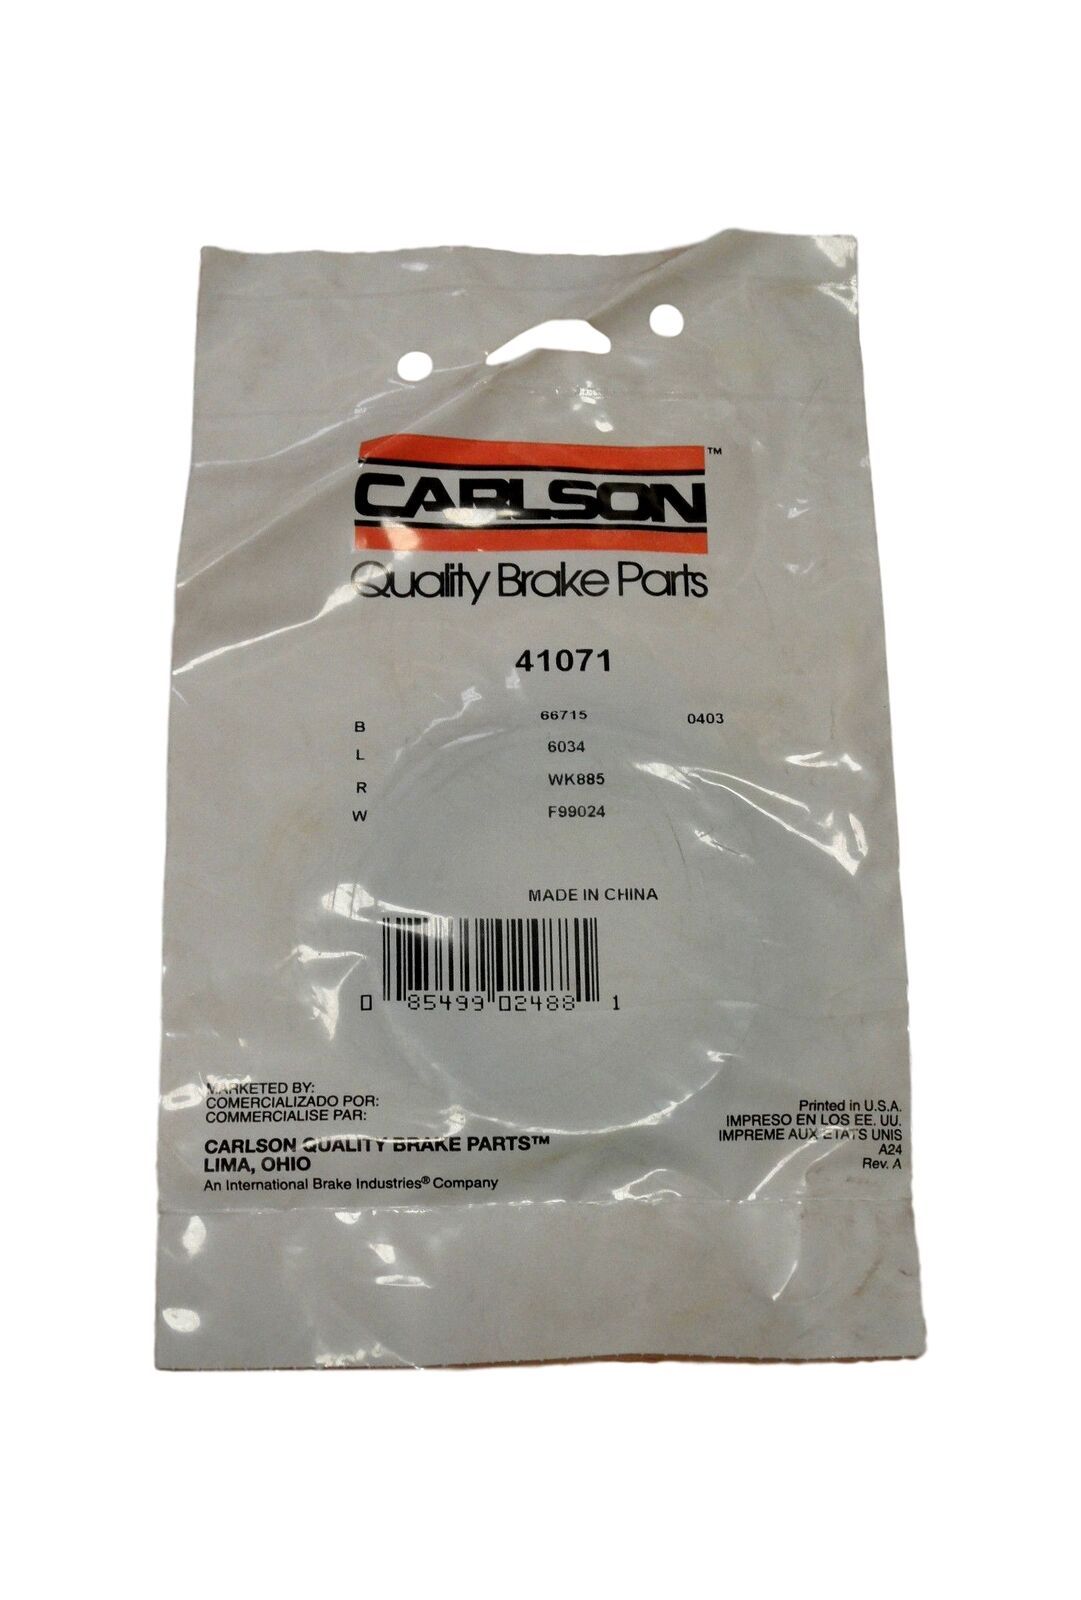 CARLSON™
Quality Brake Parts
41071
B 66715 0403
L 6034
R WK885
W F99024
MADE IN CHINA
0 85499 02488 1
MARKETED BY:
COMERCIALIZADO POR:
COMMERCIALISE PAR:
CARLSON QUALITY BRAKE PARTS™
LIMA, OHIO
An International Brake Industries® Company
Printed in U.S.A.
IMPRESO EN LOS EE. UU.
IMPREME AUX ETATS UNIS
A24
Rev. A